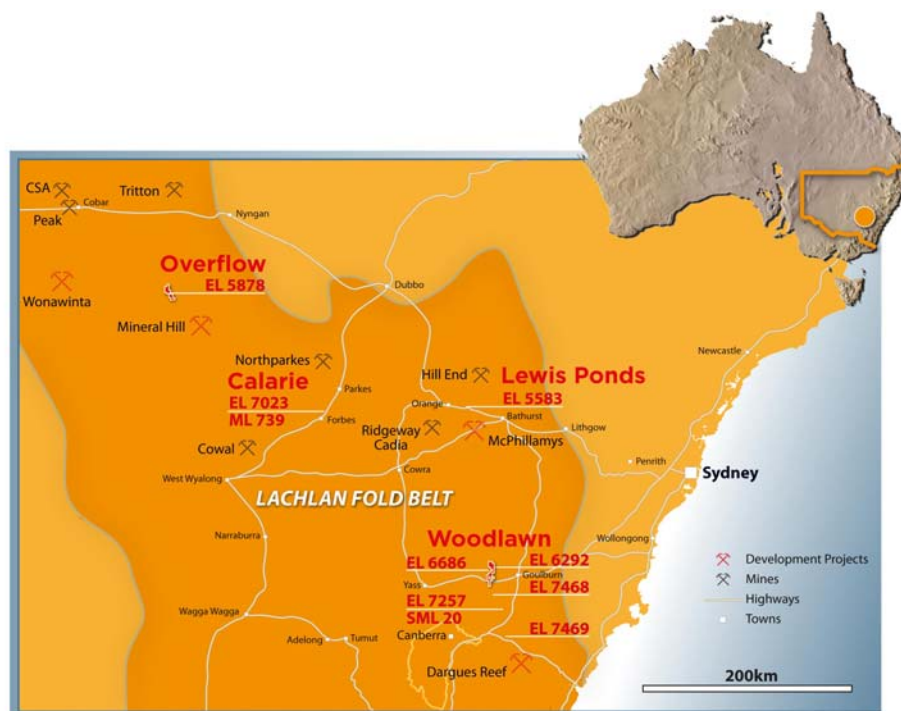 CSA
Tritton
Peak
Cobar
Nyngan
Overflow
EL 5878
Wonawinta
Dubbo
Mineral Hill
Newcastle
Northparkes
Hill End
Calarie
Lewis Ponds
EL 7023
Parkes
EL 5583
ML 739
Orange
Forbes
Bathurst
Ridgeway
Cadia
Lithgow
McPhillamys
Cowal
Cowra
Penrith
Sydney
West Wyalong
LACHLAN FOLD BELT
Narraburra
Woodlawn
Wollongong
EL 6686
EL 6292
Goulburn
Yass
EL 7468
EL 7257
SML 20
Wagga Wagga
EL 7469
Adelong
Tumut
Canberra
Dargues Reef
Development Projects
Mines
Highways
Towns
200km